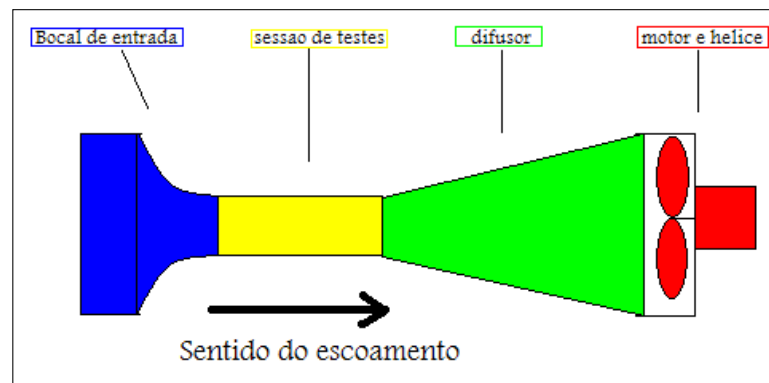 Bocal de entrada
sessao de testes
difusor
motor e helice
Sentido do escoamento